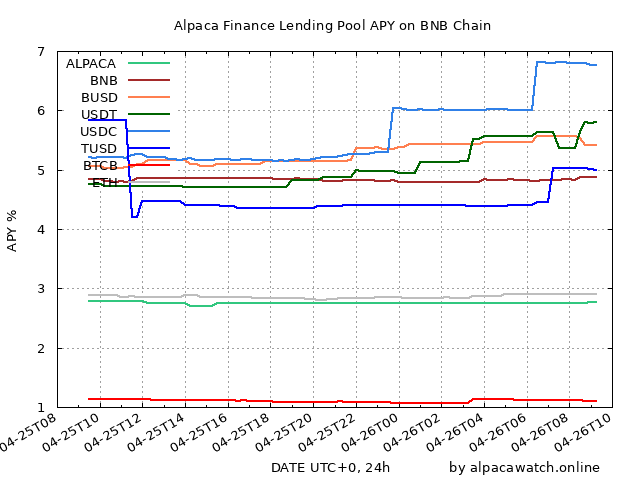 Alpaca Finance Lending Pool APY on BNB Chain
APY %
7
6
5
4
3
2
1
ALPACA
BNB
BUSD
USDT
USDC
TUSD
BTCB
ETH
04-25T08
04-25T10
04-25T12
04-25T14
04-25T16
04-25T18
04-25T20
04-25T22
04-26T00
04-26T02
04-26T04
04-26T06
04-26T08
04-26T10
DATE UTC+0, 24h
by alpacawatch.online